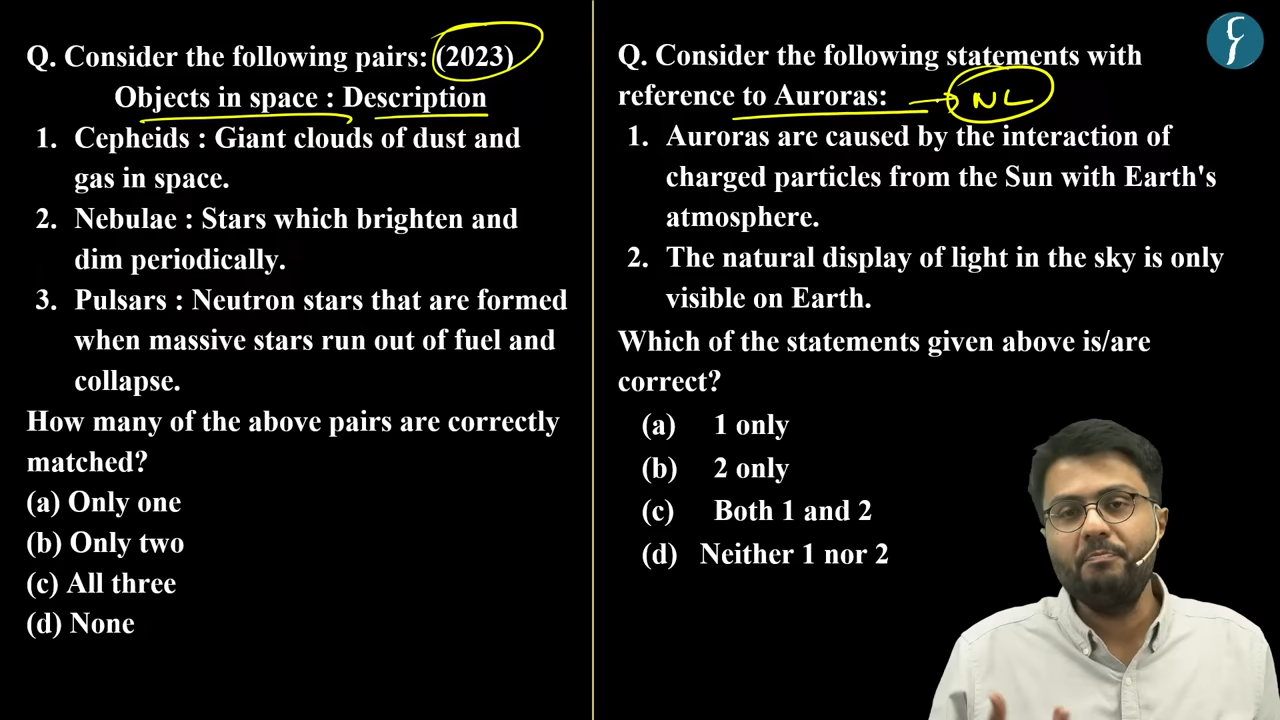 Q. Consider the following pairs: (2023)
Objects in space : Description
1. Cepheids : Giant clouds of dust and
gas in space.
2. Nebulae : Stars which brighten and
dim periodically.
3. Pulsars : Neutron stars that are formed
when massive stars run out of fuel and
collapse.
How many of the above pairs are correctly
matched?
(a) Only one
(b) Only two
(c) All three
(d) None
Q. Consider the following statements with
reference to Auroras: → NL
1. Auroras are caused by the interaction of
charged particles from the Sun with Earth's
atmosphere.
2. The natural display of light in the sky is only
visible on Earth.
Which of the statements given above is/are
correct?
(a) 1 only
(b) 2 only
(c) Both 1 and 2
(d) Neither 1 nor 2